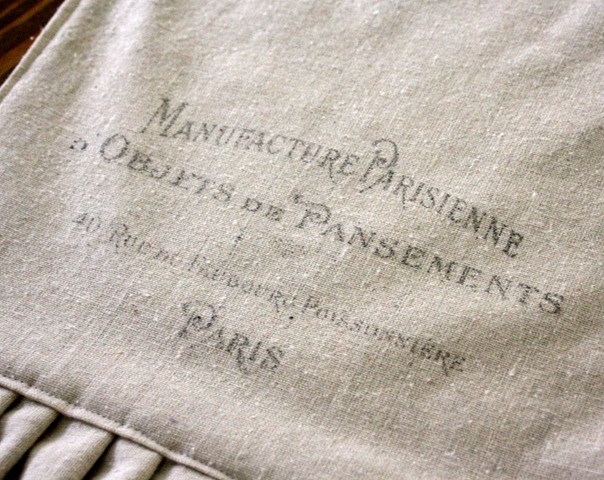 MANUFACTURE PARISIENNE
D'OBJETS DE PANSEMENTS
40 RUE DU FAUBOURG POISSONNIÈRE
PARIS